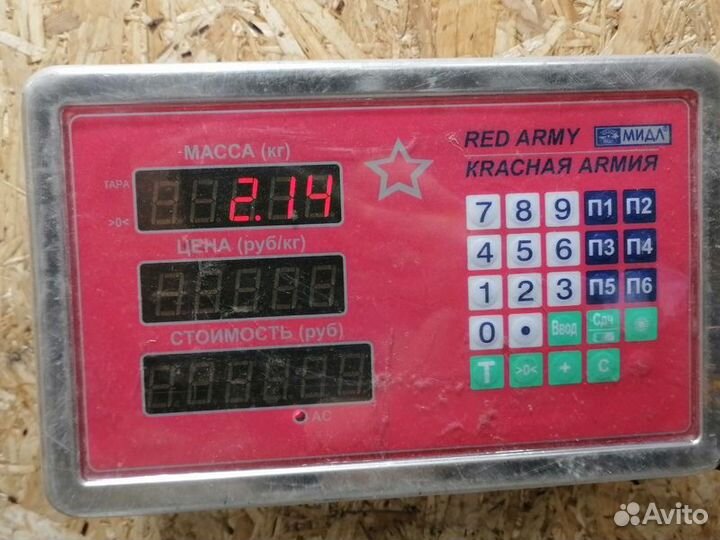 RED ARMY МИДЛ
КRАСНАЯ АRМИЯ
МАССА (кг)
ТАРА
>0<
2.14
ЦЕНА (руб/кг)
СТОИМОСТЬ (руб)
AC
7 8 9 П1 П2
4 5 6 П3 П4
1 2 3 П5 П6
0 • Ввод Сдч
T >0< + C
Avito